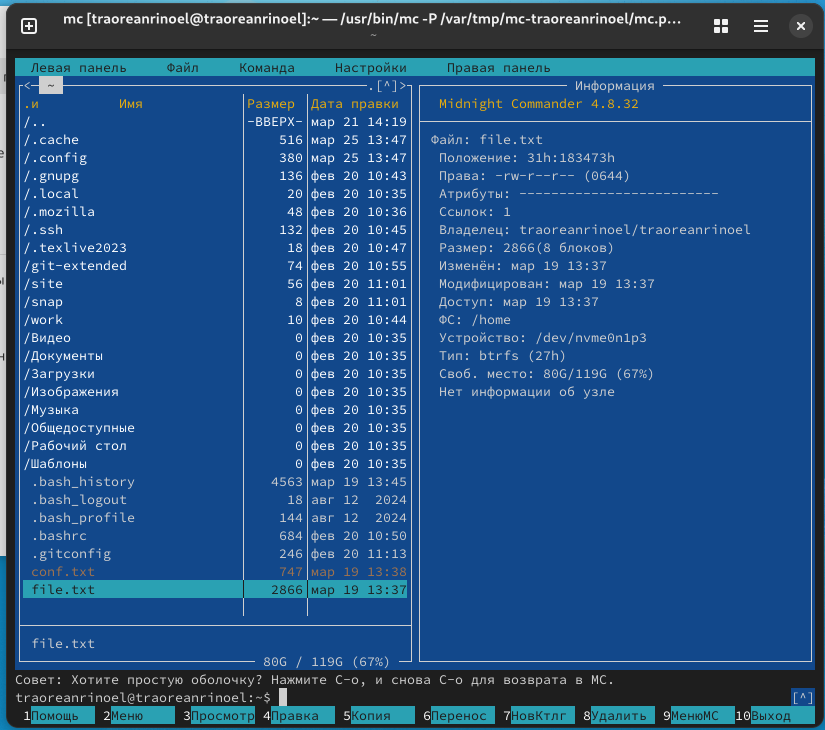 mc [traoreanrinoel@traoreanrinoel]:~ — /usr/bin/mc -P /var/tmp/mc-traoreanrinoel/mc.p…
~
Левая панель Файл Команда Настройки Правая панель
<─ ~ .[^]>
.и Имя Размер Дата правки
/.. -ВВЕРХ- мар 21 14:19
/.cache 516 мар 25 13:47
/.config 380 мар 25 13:47
/.gnupg 136 фев 20 10:43
/.local 20 фев 20 10:35
/.mozilla 48 фев 20 10:36
/.ssh 132 фев 20 10:45
/.texlive2023 18 фев 20 10:47
/git-extended 74 фев 20 10:55
/site 56 фев 20 11:01
/snap 8 фев 20 11:01
/work 10 фев 20 10:44
/Видео 0 фев 20 10:35
/Документы 0 фев 20 10:35
/Загрузки 0 фев 20 10:35
/Изображения 0 фев 20 10:35
/Музыка 0 фев 20 10:35
/Общедоступные 0 фев 20 10:35
/Рабочий стол 0 фев 20 10:35
/Шаблоны 0 фев 20 10:35
.bash_history 4563 мар 19 13:45
.bash_logout 18 авг 12 2024
.bash_profile 144 авг 12 2024
.bashrc 684 фев 20 10:50
.gitconfig 246 фев 20 11:13
conf.txt 747 мар 19 13:38
file.txt 2866 мар 19 13:37
file.txt
80G / 119G (67%)
Информация
Midnight Commander 4.8.32
Файл: file.txt
Положение: 31h:183473h
Права: -rw-r--r-- (0644)
Атрибуты: -------------------------
Ссылок: 1
Владелец: traoreanrinoel/traoreanrinoel
Размер: 2866(8 блоков)
Изменён: мар 19 13:37
Модифицирован: мар 19 13:37
Доступ: мар 19 13:37
ФС: /home
Устройство: /dev/nvme0n1p3
Тип: btrfs (27h)
Своб. место: 80G/119G (67%)
Нет информации об узле
Совет: Хотите простую оболочку? Нажмите C-o, и снова C-o для возврата в MC.
traoreanrinoel@traoreanrinoel:~$ [^]
1Помощь 2Меню 3Просмотр 4Правка 5Копия 6Перенос 7НовКтлг 8Удалить 9МенюMC 10Выход